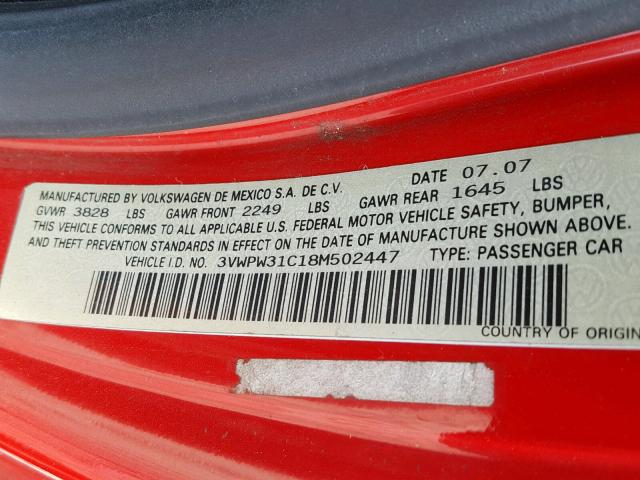 MANUFACTURED BY VOLKSWAGEN DE MEXICO S.A. DE C.V. DATE 07.07
GVWR 3828 LBS GAWR FRONT 2249 LBS GAWR REAR 1645 LBS
THIS VEHICLE CONFORMS TO ALL APPLICABLE U.S. FEDERAL MOTOR VEHICLE SAFETY, BUMPER,
AND THEFT PREVENTION STANDARDS IN EFFECT ON THE DATE OF MANUFACTURE SHOWN ABOVE.
VEHICLE I.D. NO. 3VWPW31C18M502447 TYPE: PASSENGER CAR
COUNTRY OF ORIGIN